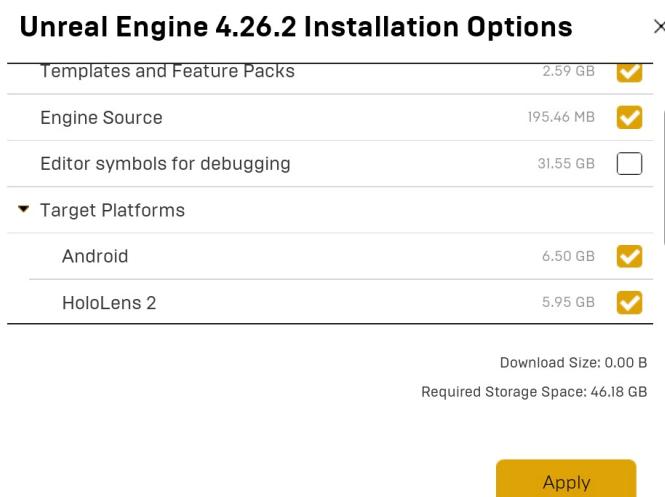 Unreal Engine 4.26.2 Installation Options
Templates and Feature Packs 2.59 GB
Engine Source 195.46 MB
Editor symbols for debugging 31.55 GB
Target Platforms
Android 6.50 GB
HoloLens 2 5.95 GB
Download Size: 0.00 B
Required Storage Space: 46.18 GB
Apply